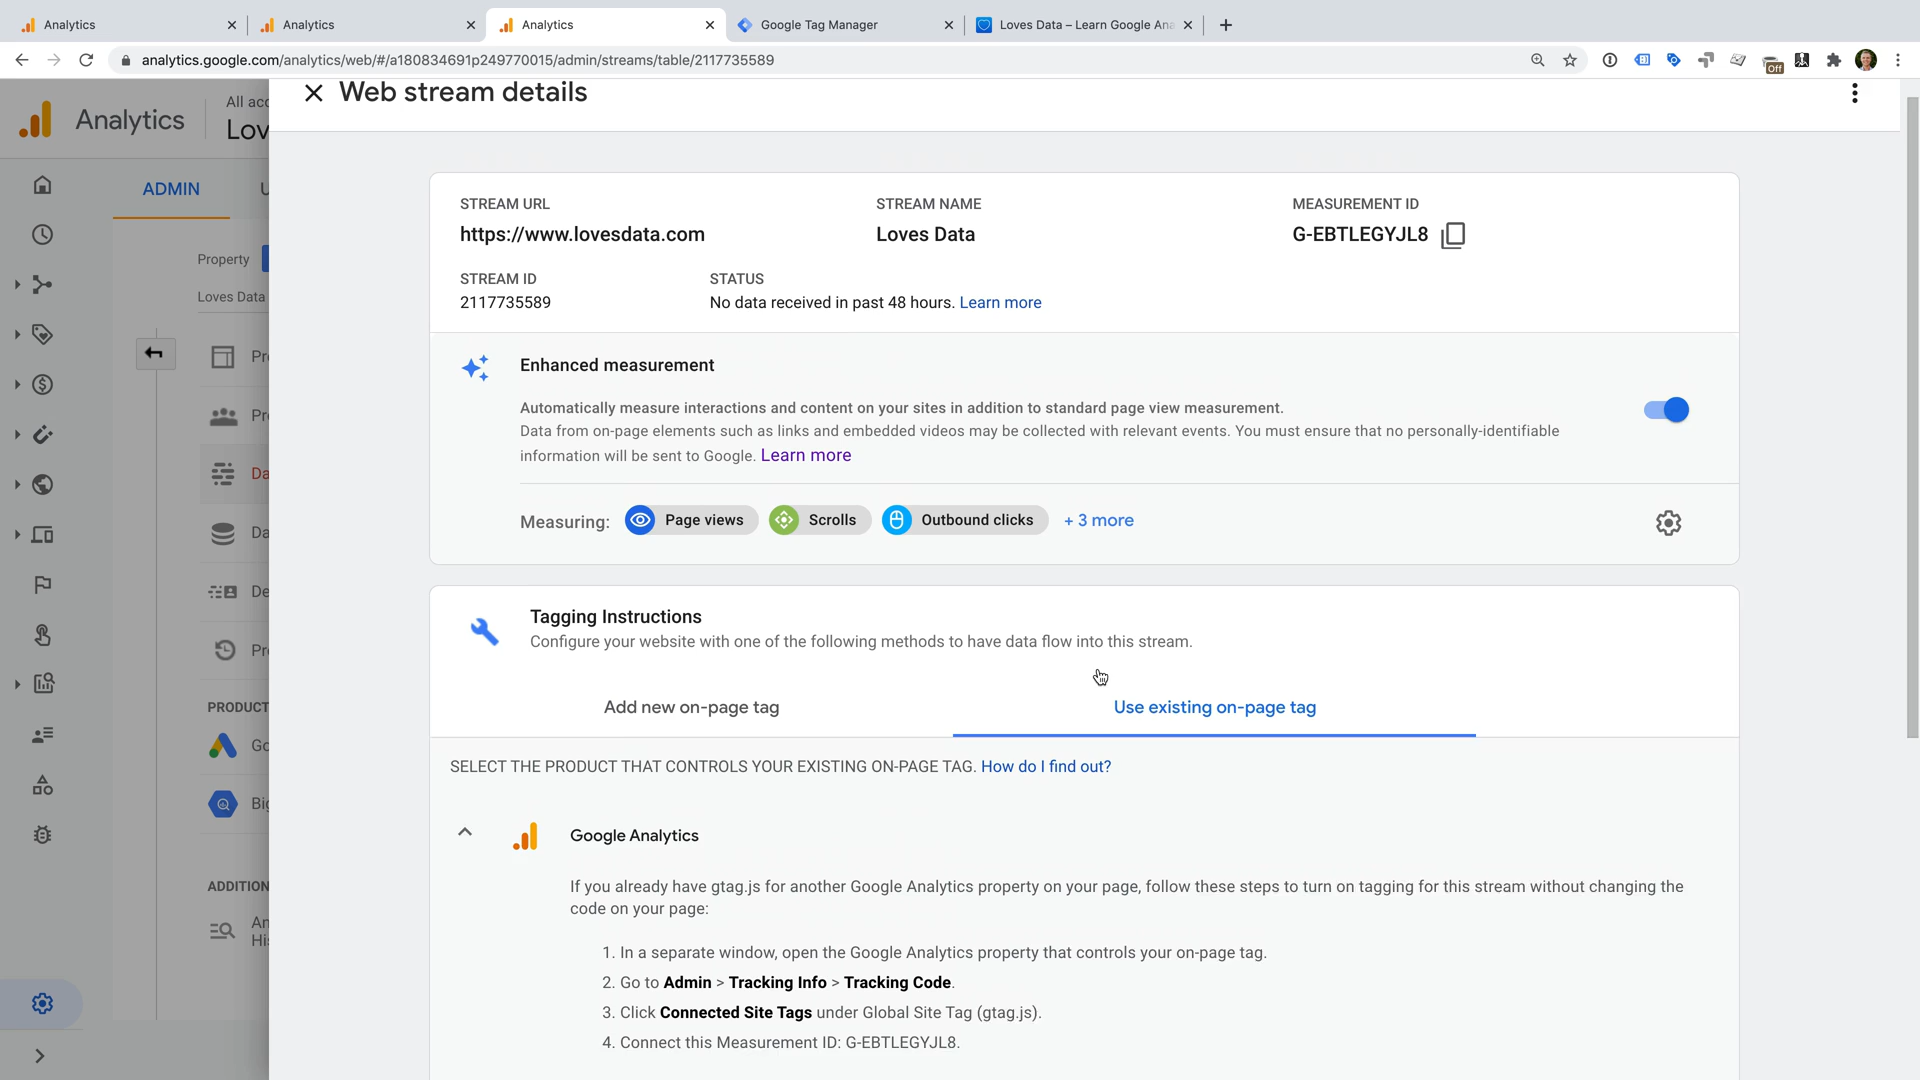 Analytics
Analytics
Analytics
Google Tag Manager
Loves Data – Learn Google Ana
analytics.google.com/analytics/web/#/a180834691p249770015/admin/streams/table/2117735589
Off
Analytics
All acc
Lov
Web stream details
ADMIN
U
Property
Loves Data
Pr
Pr
Da
Da
De
Pr
PRODUCT
Go
Big
ADDITION
An
His
STREAM URL
STREAM NAME
MEASUREMENT ID
https://www.lovesdata.com
Loves Data
G-EBTLEGYJL8
STREAM ID
STATUS
2117735589
No data received in past 48 hours. Learn more
Enhanced measurement
Automatically measure interactions and content on your sites in addition to standard page view measurement.
Data from on-page elements such as links and embedded videos may be collected with relevant events. You must ensure that no personally-identifiable
information will be sent to Google. Learn more
Measuring: Page views Scrolls Outbound clicks + 3 more
Tagging Instructions
Configure your website with one of the following methods to have data flow into this stream.
Add new on-page tag
Use existing on-page tag
SELECT THE PRODUCT THAT CONTROLS YOUR EXISTING ON-PAGE TAG. How do I find out?
Google Analytics
If you already have gtag.js for another Google Analytics property on your page, follow these steps to turn on tagging for this stream without changing the
code on your page:
1. In a separate window, open the Google Analytics property that controls your on-page tag.
2. Go to Admin > Tracking Info > Tracking Code.
3. Click Connected Site Tags under Global Site Tag (gtag.js).
4. Connect this Measurement ID: G-EBTLEGYJL8.